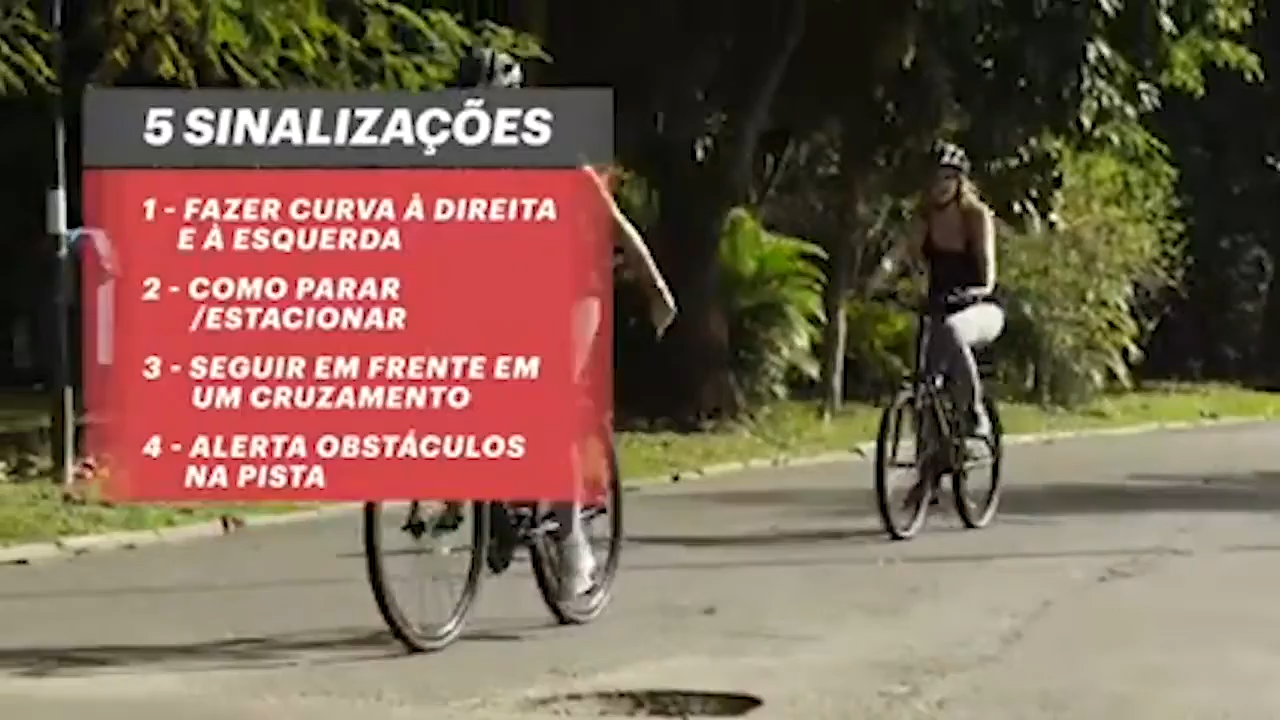 5 SINALIZAÇÕES
1 - FAZER CURVA À DIREITA
E À ESQUERDA
2 - COMO PARAR
/ESTACIONAR
3 - SEGUIR EM FRENTE EM
UM CRUZAMENTO
4 - ALERTA OBSTÁCULOS
NA PISTA